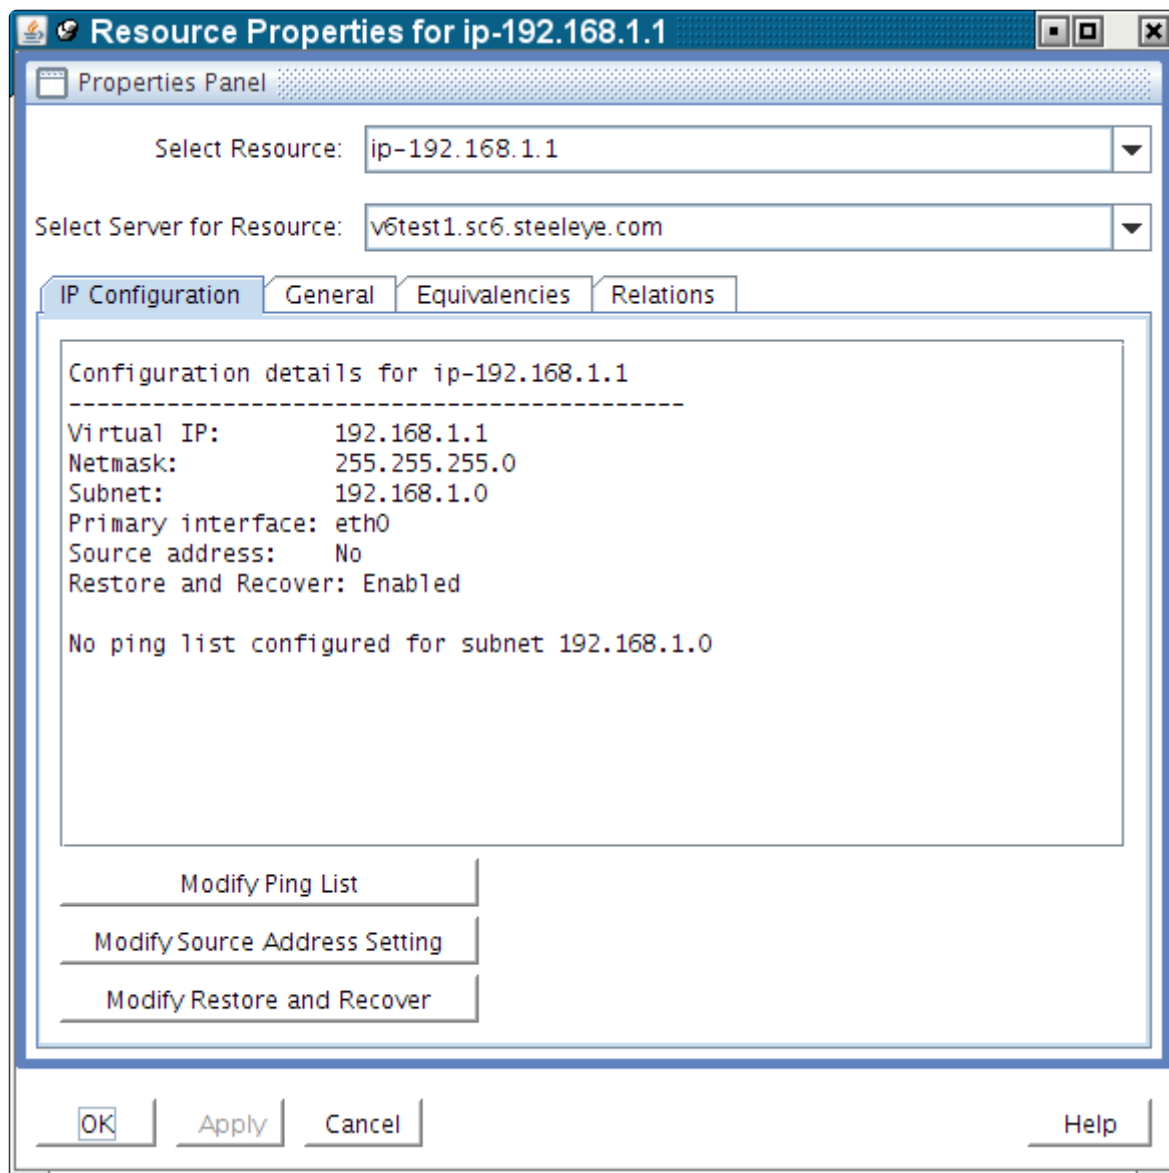 Resource Properties for ip-192.168.1.1
Properties Panel
Select Resource: ip-192.168.1.1
Select Server for Resource: v6test1.sc6.steeleye.com
IP Configuration General Equivalencies Relations
Configuration details for ip-192.168.1.1
--------------------------------------------
Virtual IP: 192.168.1.1
Netmask: 255.255.255.0
Subnet: 192.168.1.0
Primary interface: eth0
Source address: No
Restore and Recover: Enabled
No ping list configured for subnet 192.168.1.0
Modify Ping List
Modify Source Address Setting
Modify Restore and Recover
OK Apply Cancel Help